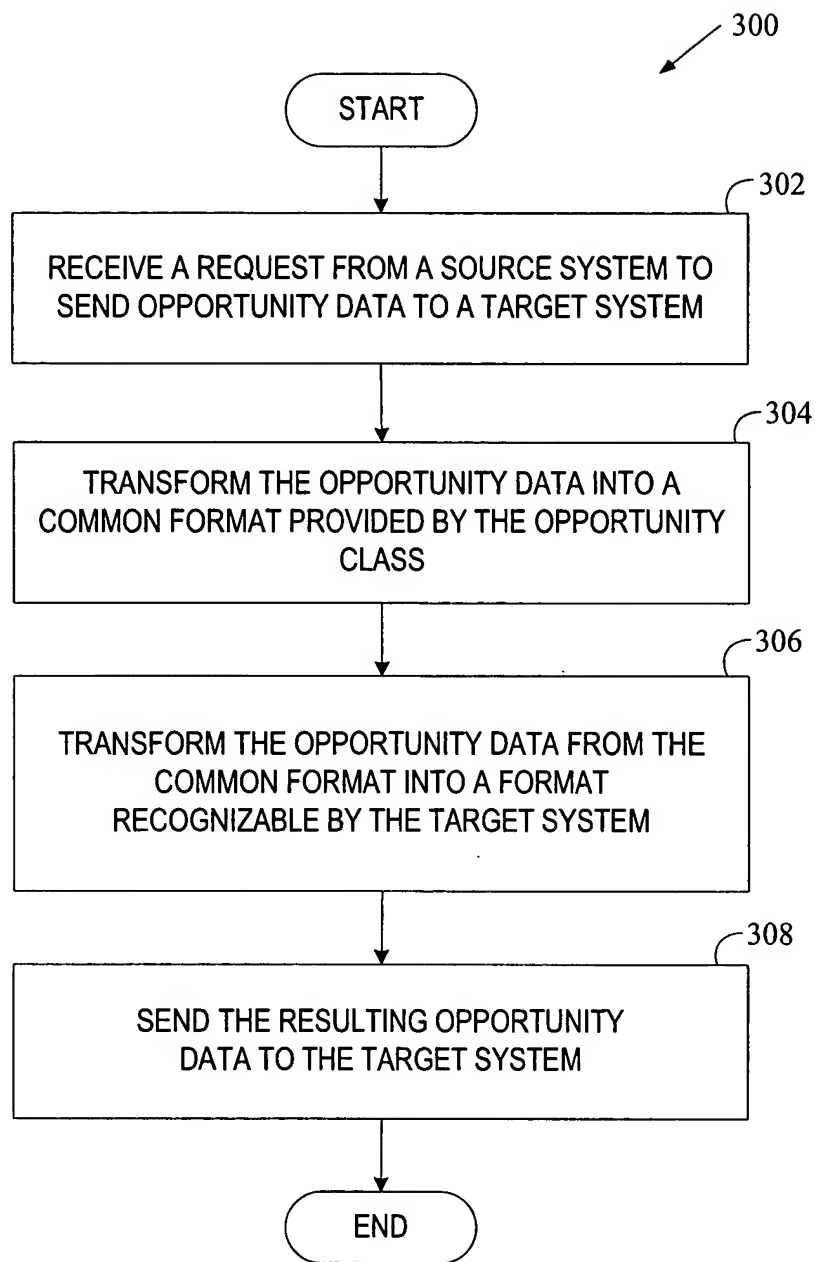 300
START
302
RECEIVE A REQUEST FROM A SOURCE SYSTEM TO
SEND OPPORTUNITY DATA TO A TARGET SYSTEM
304
TRANSFORM THE OPPORTUNITY DATA INTO A
COMMON FORMAT PROVIDED BY THE OPPORTUNITY
CLASS
306
TRANSFORM THE OPPORTUNITY DATA FROM THE
COMMON FORMAT INTO A FORMAT
RECOGNIZABLE BY THE TARGET SYSTEM
308
SEND THE RESULTING OPPORTUNITY
DATA TO THE TARGET SYSTEM
END